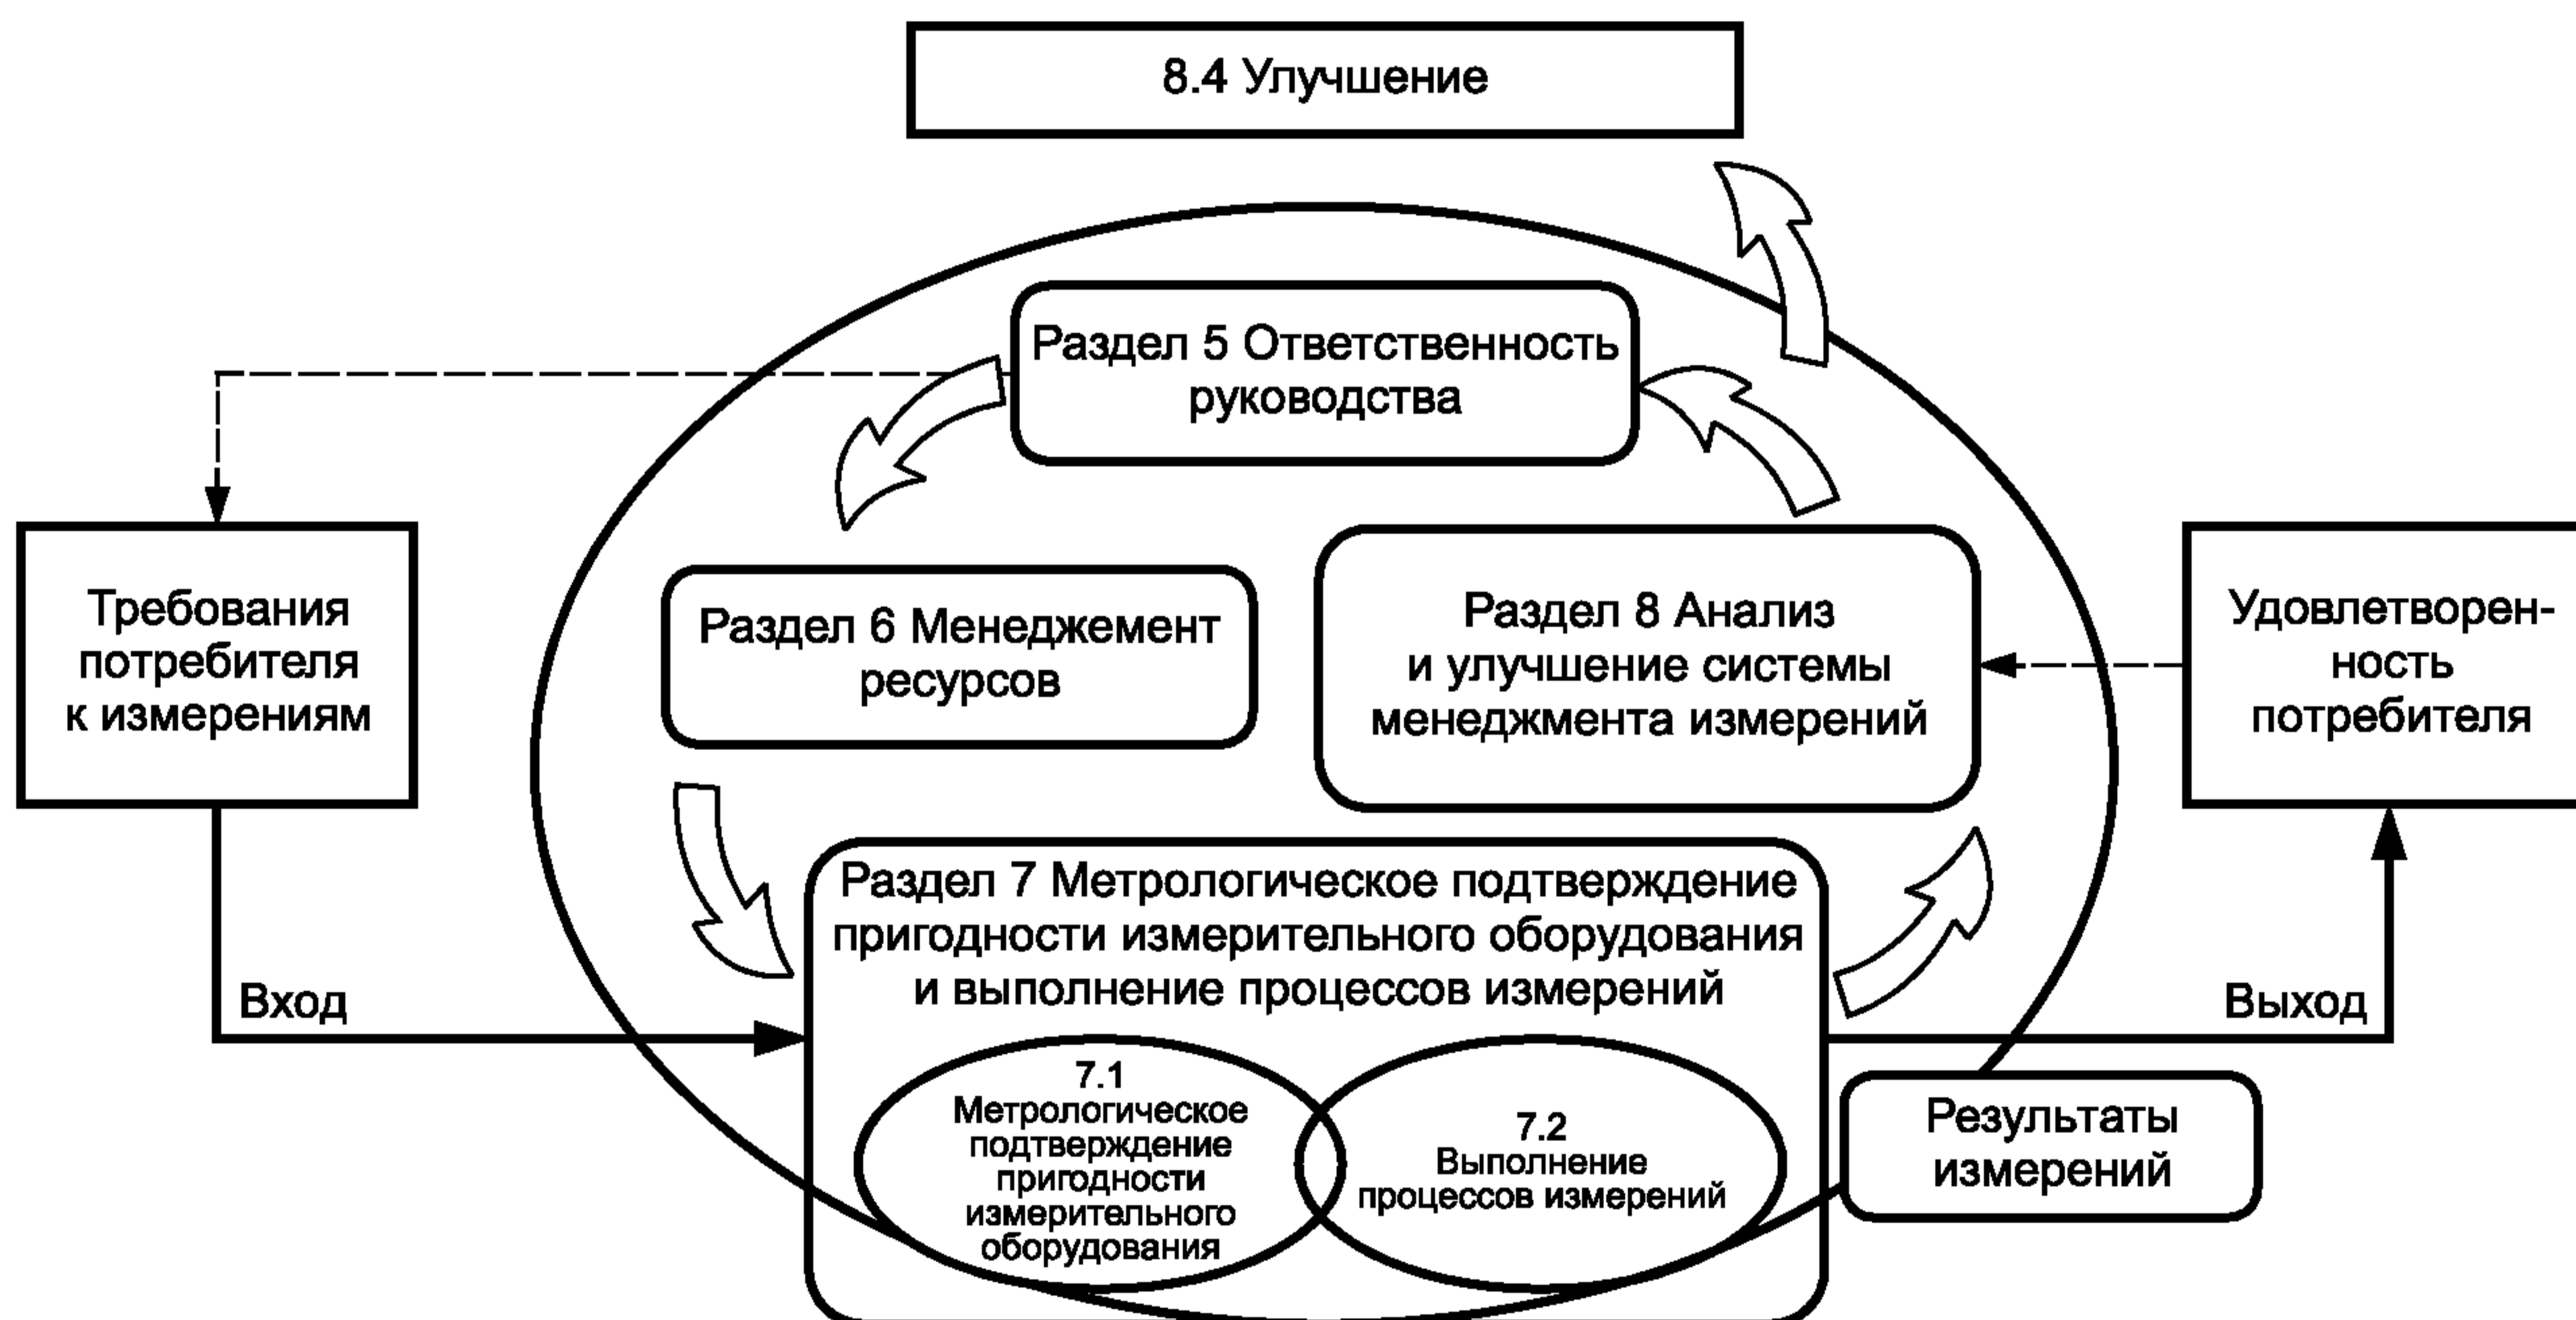 8.4 Улучшение
Раздел 5 Ответственность
руководства
Требования
потребителя
к измерениям
Раздел 6 Менеджемент
ресурсов
Раздел 8 Анализ
и улучшение системы
менеджмента измерений
Удовлетворен-
ность
потребителя
Раздел 7 Метрологическое подтверждение
пригодности измерительного оборудования
и выполнение процессов измерений
Вход
Выход
7.1
Метрологическое
подтверждение
пригодности
измерительного
оборудования
7.2
Выполнение
процессов измерений
Результаты
измерений